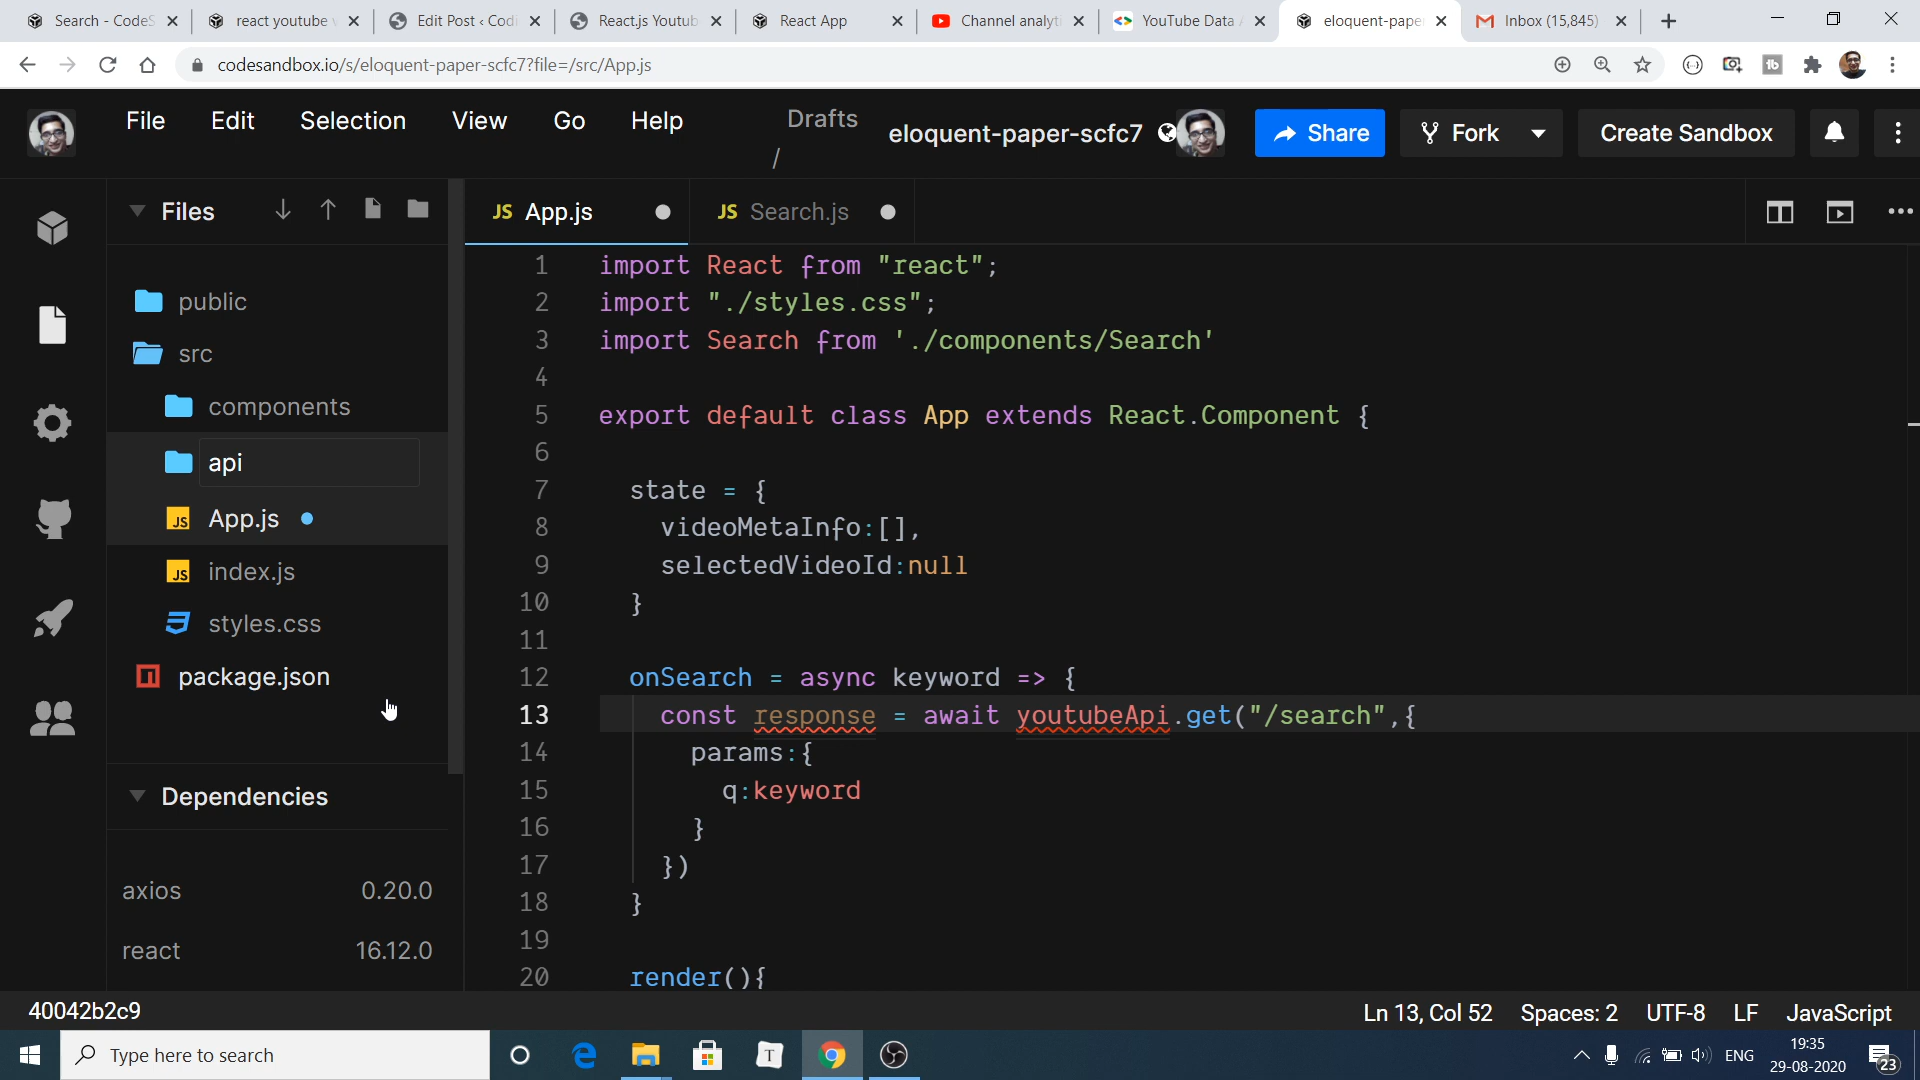 Search - CodeS
react youtube v
Edit Post ‹ Codi
React.js Youtub
React App
Channel analyti
YouTube Data A
eloquent-paper
Inbox (15,845)
codesandbox.io/s/eloquent-paper-scfc7?file=/src/App.js
File Edit Selection View Go Help
Drafts
/
eloquent-paper-scfc7
Share
Fork
Create Sandbox
Files
JS App.js
JS Search.js
public
src
components
api
JS App.js
JS index.js
styles.css
package.json
Dependencies
axios 0.20.0
react 16.12.0
1 import React from "react";
2 import "./styles.css";
3 import Search from './components/Search'
4
5 export default class App extends React.Component {
6
7 state = {
8 videoMetaInfo:[],
9 selectedVideoId:null
10 }
11
12 onSearch = async keyword => {
13 const response = await youtubeApi.get("/search",{
14 params:{
15 q:keyword
16 }
17 })
18 }
19
20 render(){
40042b2c9
Ln 13, Col 52 Spaces: 2 UTF-8 LF JavaScript
Type here to search
T
ENG
19:35
29-08-2020
23